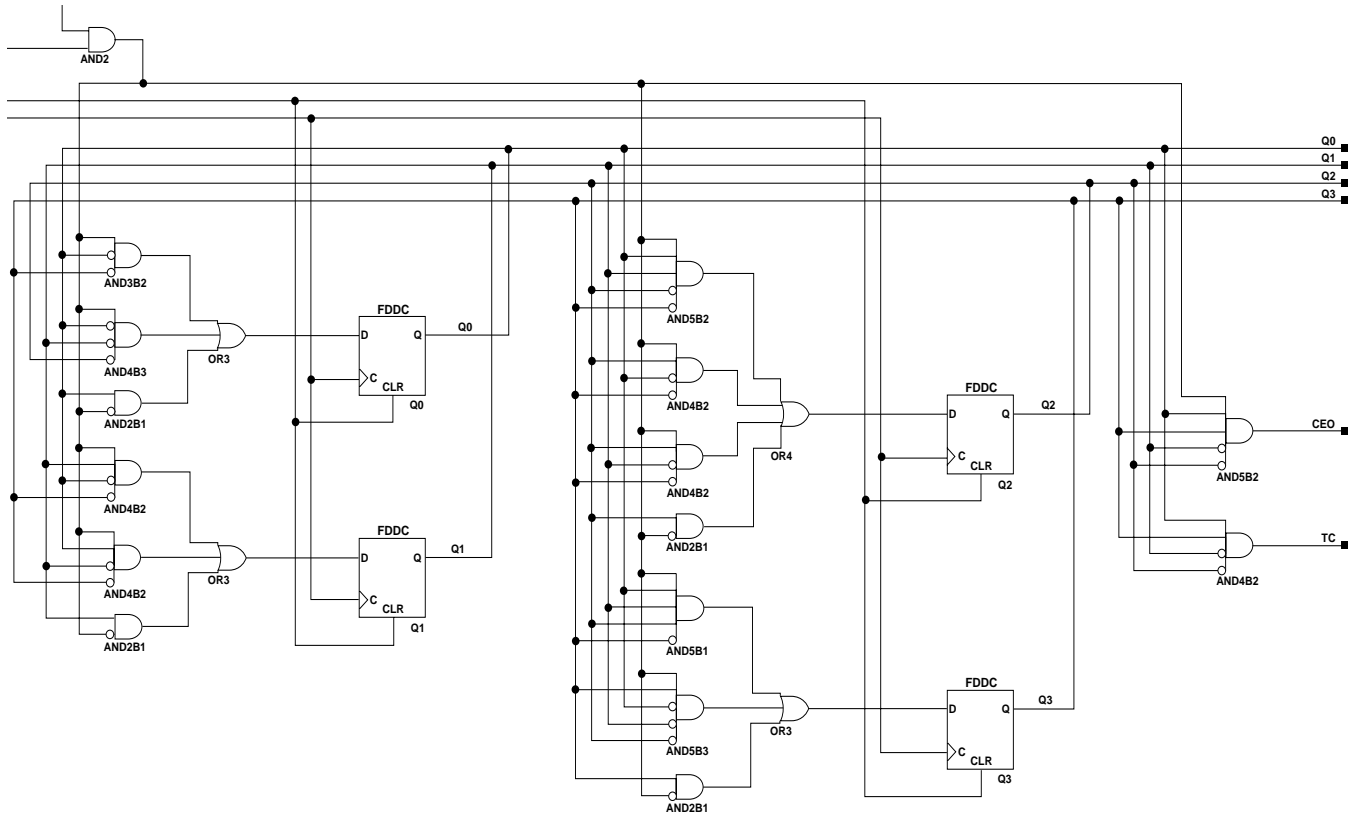 AND2
Q0
Q1
Q2
Q3
AND3B2
AND4B3
AND2B1
OR3
FDDC
D
Q
Q0
C
CLR
Q0
AND4B2
AND4B2
AND2B1
OR3
FDDC
D
Q
Q1
C
CLR
Q1
AND5B2
AND4B2
AND4B2
AND2B1
OR4
FDDC
D
Q
Q2
C
CLR
Q2
AND5B1
AND5B3
AND2B1
OR3
FDDC
D
Q
Q3
C
CLR
Q3
CEO
AND5B2
TC
AND4B2